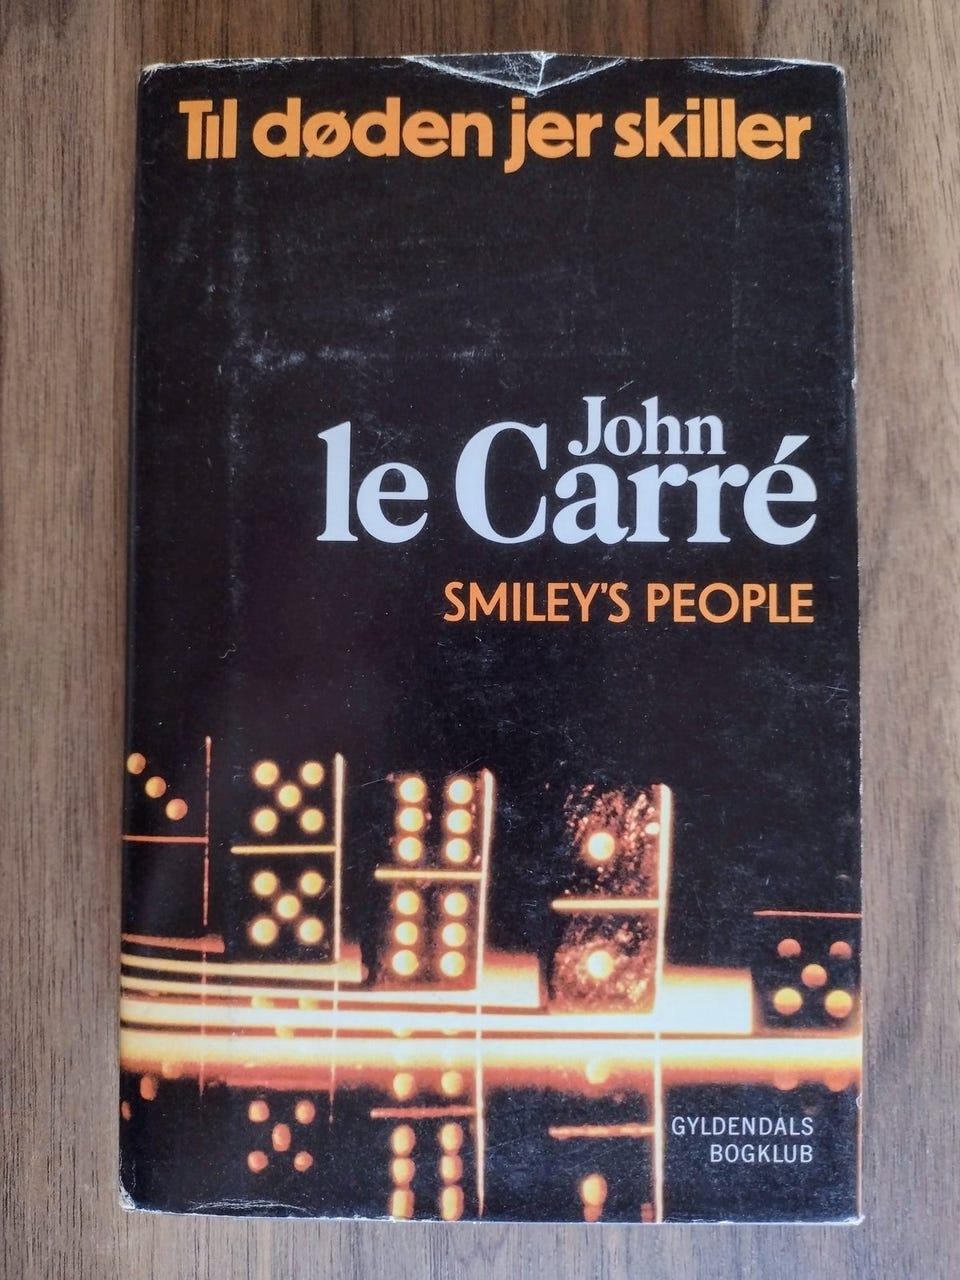 Til døden jer skiller
John
le Carré
SMILEY'S PEOPLE
GYLDENDALS
BOGKLUB